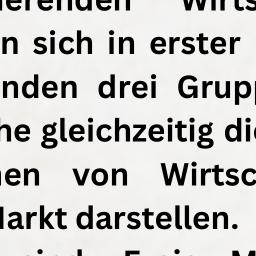 ierenden Wirts
n sich in erster
nden drei Grupp
he gleichzeitig di
en von Wirtsc
Markt darstellen.